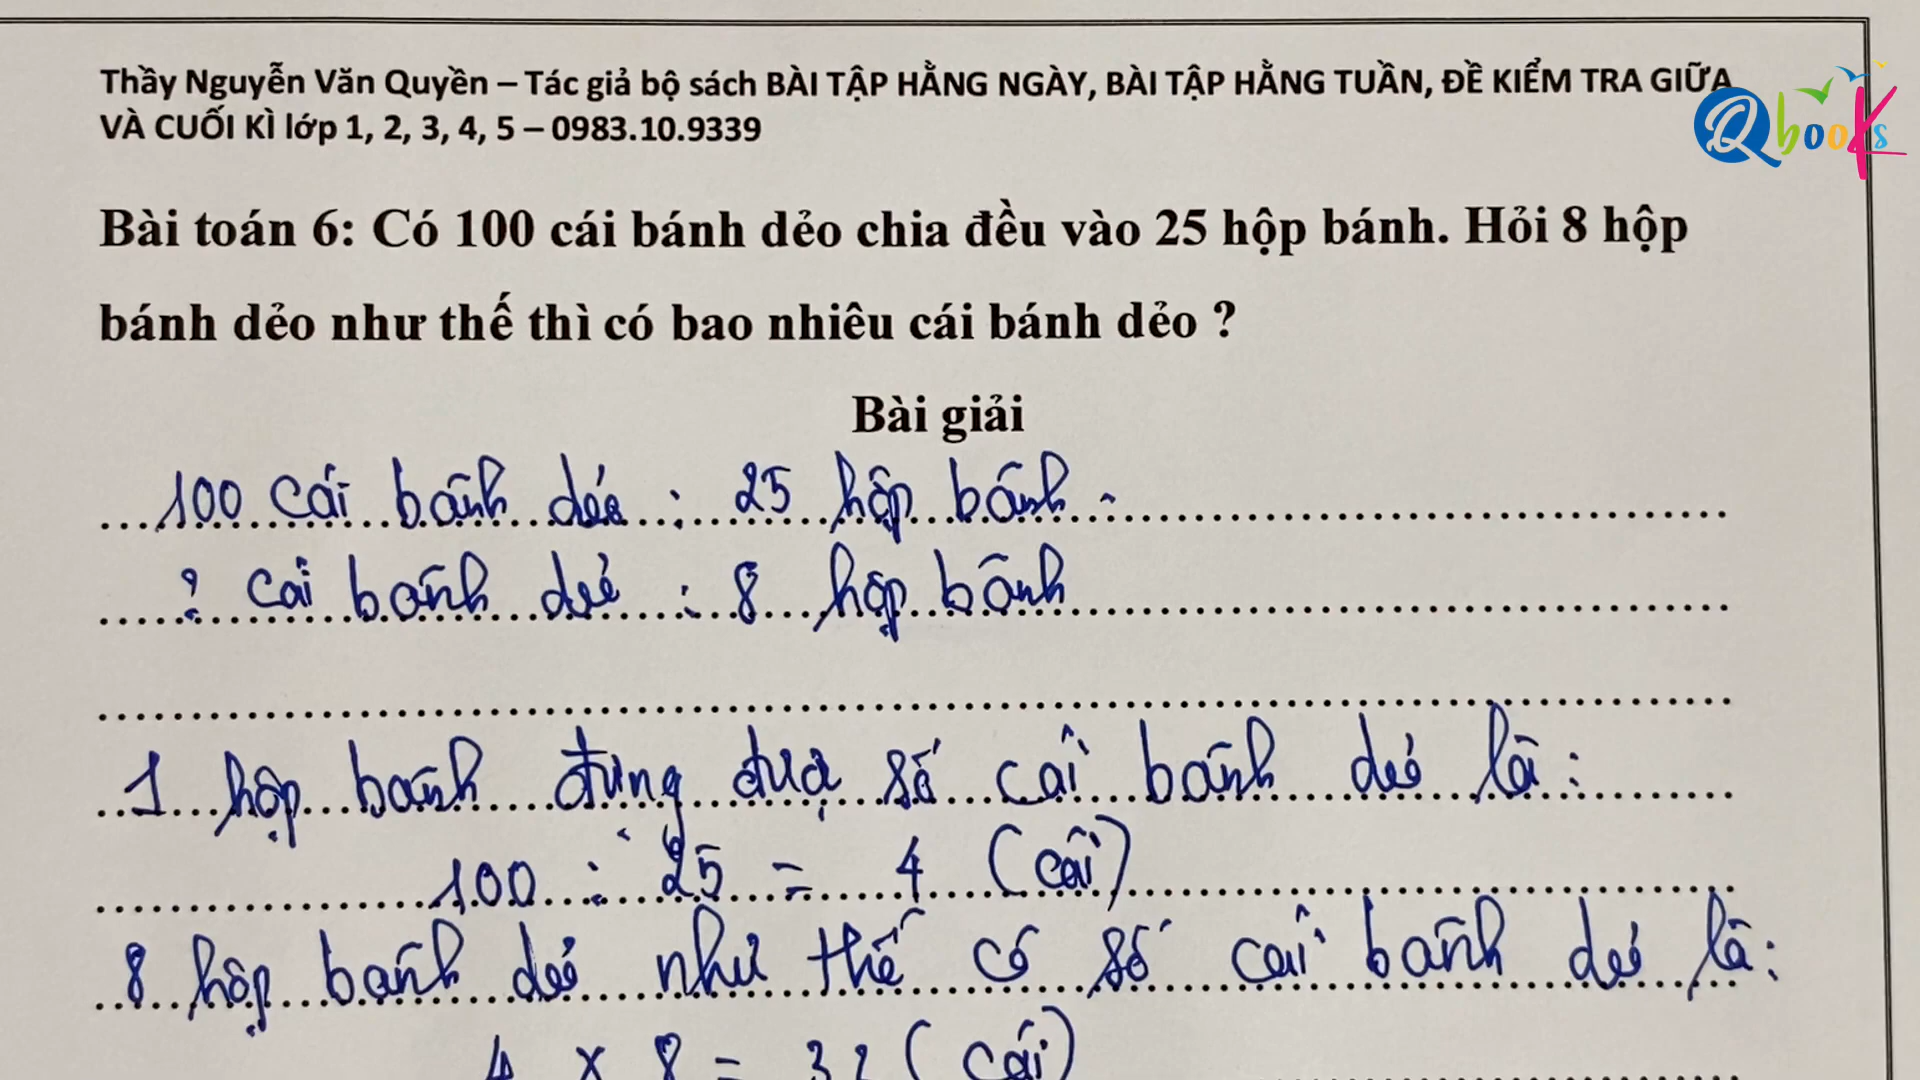 Thầy Nguyễn Văn Quyền – Tác giả bộ sách BÀI TẬP HẰNG NGÀY, BÀI TẬP HẰNG TUẦN, ĐỀ KIỂM TRA GIỮA
VÀ CUỐI KÌ lớp 1, 2, 3, 4, 5 – 0983.10.9339
Qbooks
Bài toán 6: Có 100 cái bánh dẻo chia đều vào 25 hộp bánh. Hỏi 8 hộp
bánh dẻo như thế thì có bao nhiêu cái bánh dẻo ?
Bài giải
100 cái bánh dẻo : 25 hộp bánh.
? cái bánh dẻo : 8 hộp bánh
1 hộp bánh đựng được số cái bánh dẻo là:
100 : 25 = 4 (cái)
8 hộp bánh dẻo như thế có số cái bánh dẻo là:
4 x 8 = 32 (cái)